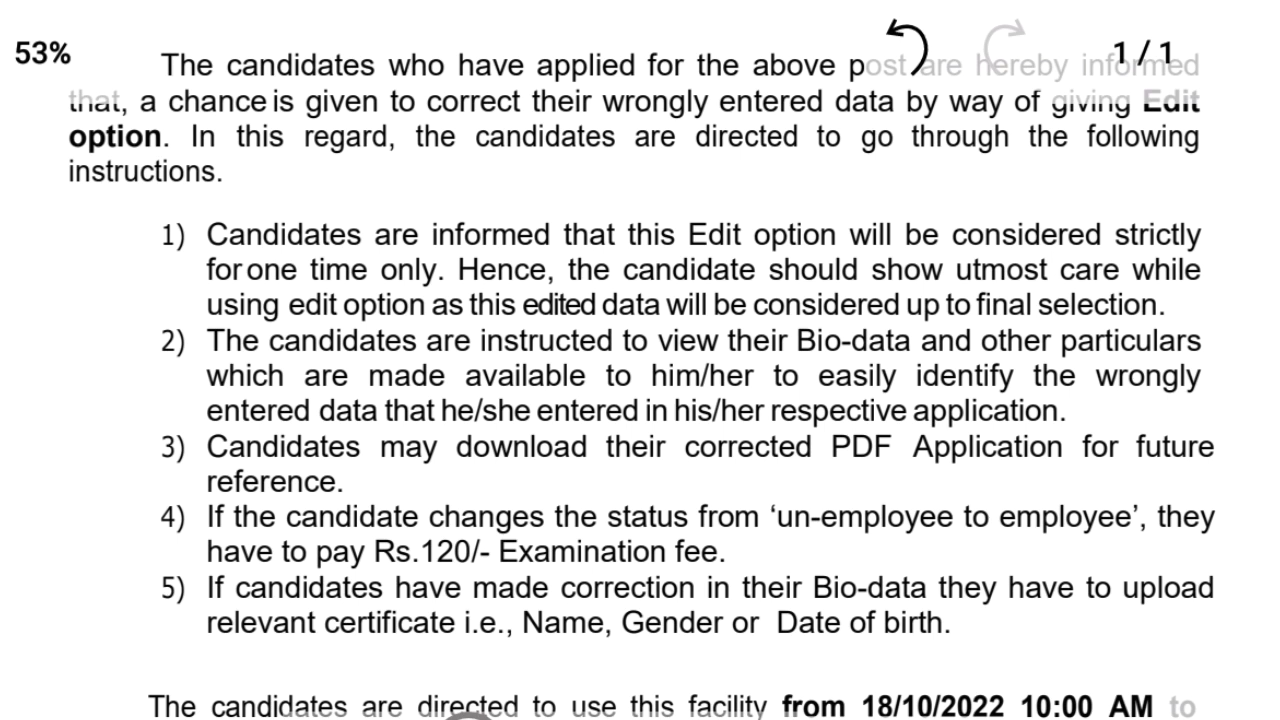 53%
1 / 1
The candidates who have applied for the above post are hereby informed
that, a chance is given to correct their wrongly entered data by way of giving Edit
option. In this regard, the candidates are directed to go through the following
instructions.
1) Candidates are informed that this Edit option will be considered strictly
for one time only. Hence, the candidate should show utmost care while
using edit option as this edited data will be considered up to final selection.
2) The candidates are instructed to view their Bio-data and other particulars
which are made available to him/her to easily identify the wrongly
entered data that he/she entered in his/her respective application.
3) Candidates may download their corrected PDF Application for future
reference.
4) If the candidate changes the status from ‘un-employee to employee’, they
have to pay Rs.120/- Examination fee.
5) If candidates have made correction in their Bio-data they have to upload
relevant certificate i.e., Name, Gender or Date of birth.
The candidates are directed to use this facility from 18/10/2022 10:00 AM to